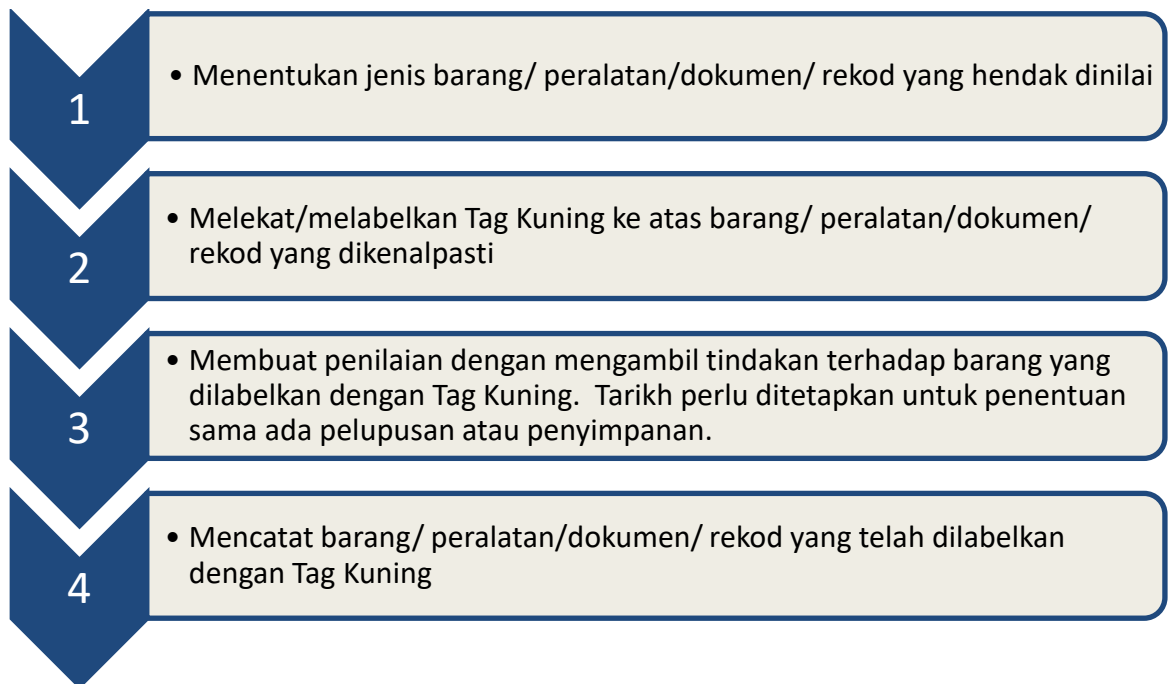 1
• Menentukan jenis barang/ peralatan/dokumen/ rekod yang hendak dinilai
2
• Melekat/melabelkan Tag Kuning ke atas barang/ peralatan/dokumen/
rekod yang dikenalpasti
3
• Membuat penilaian dengan mengambil tindakan terhadap barang yang
dilabelkan dengan Tag Kuning. Tarikh perlu ditetapkan untuk penentuan
sama ada pelupusan atau penyimpanan.
4
• Mencatat barang/ peralatan/dokumen/ rekod yang telah dilabelkan
dengan Tag Kuning